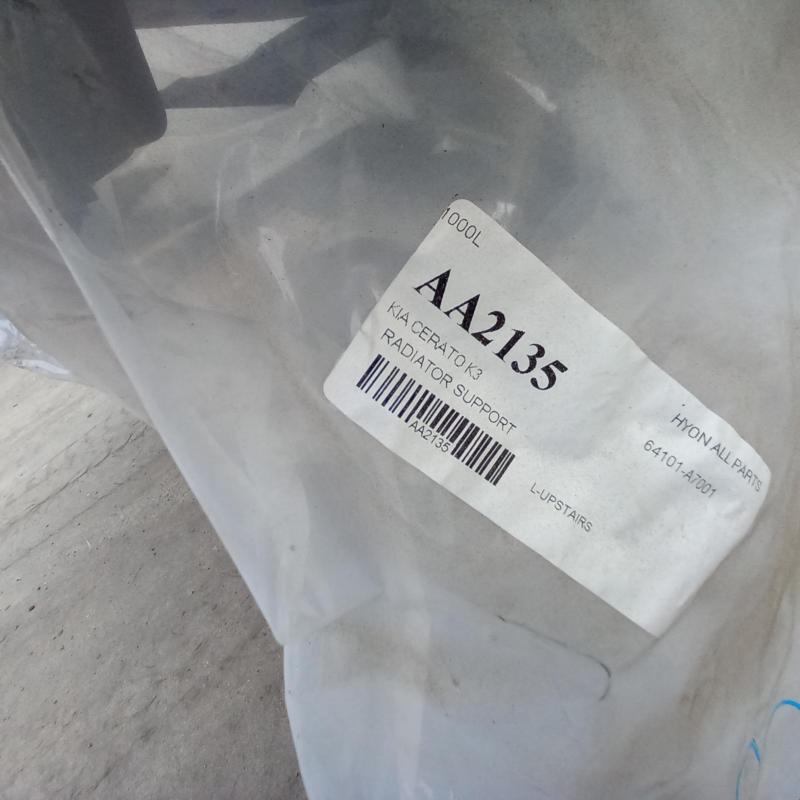 1000L
AA2135
KIA CERATO K3
RADIATOR SUPPORT
AA2135
HYON ALL PARTS
64101-A7001
L-UPSTAIRS